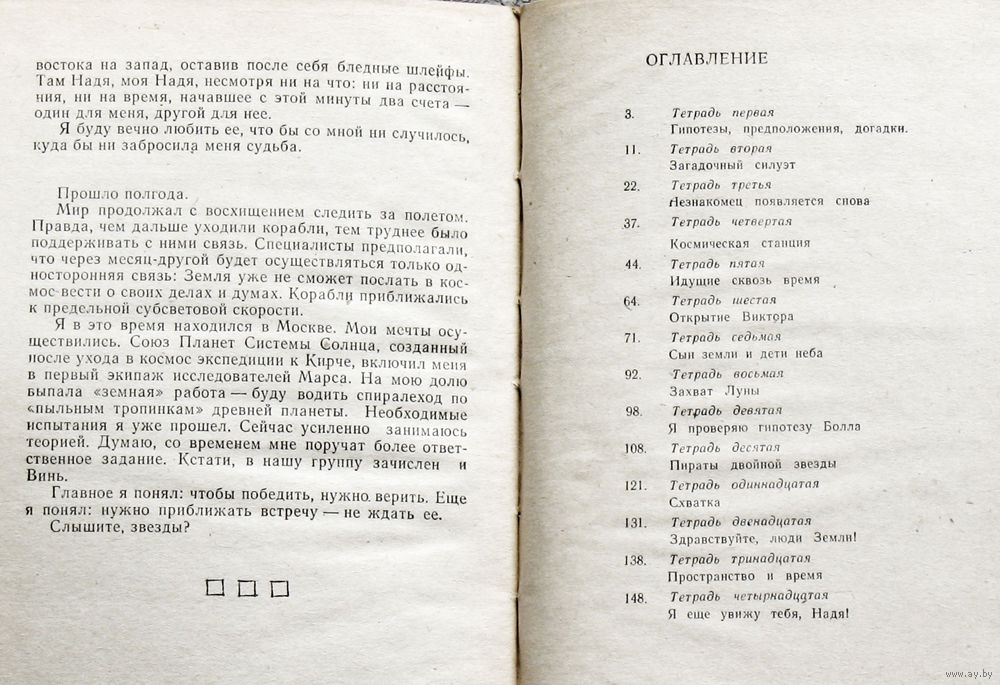 востока на запад, оставив после себя бледные шлейфы.
Там Надя, моя Надя, несмотря ни на что: ни на расстоя-
ния, ни на время, начавшее с этой минуты два счета —
один для меня, другой для нее.
Я буду вечно любить ее, что бы со мной ни случилось,
куда бы ни забросила меня судьба.
Прошло полгода.
Мир продолжал с восхищением следить за полетом.
Правда, чем дальше уходили корабли, тем труднее было
поддерживать с ними связь. Специалисты предполагали,
что через месяц-другой будет осуществляться только од-
носторонняя связь: Земля уже не сможет послать в кос-
мос вести о своих делах и думах. Корабли приближались
к предельной субсветовой скорости.
Я в это время находился в Москве. Мои мечты осу-
ществились. Союз Планет Системы Солнца, созданный
после ухода в космос экспедиции к Кирче, включил меня
в первый экипаж исследователей Марса. На мою долю
выпала «земная» работа — буду водить спиралеход по
«пыльным тропинкам» древней планеты. Необходимые
испытания я уже прошел. Сейчас усиленно занимаюсь
теорией. Думаю, со временем мне поручат более ответ-
ственное задание. Кстати, в нашу группу зачислен и
Винь.
Главное я понял: чтобы победить, нужно верить. Еще
я понял: нужно приближать встречу — не ждать ее.
Слышите, звезды?
ОГЛАВЛЕНИЕ
3. Тетрадь первая
Гипотезы, предположения, догадки.
11. Тетрадь вторая
Загадочный силуэт
22. Тетрадь третья
Незнакомец появляется снова
37. Тетрадь четвертая
Космическая станция
44. Тетрадь пятая
Идущие сквозь время
64. Тетрадь шестая
Открытие Виктора
71. Тетрадь седьмая
Сын земли и дети неба
92. Тетрадь восьмая
Захват Луны
98. Тетрадь девятая
Я проверяю гипотезу Болла
108. Тетрадь десятая
Пираты двойной звезды
121. Тетрадь одиннадцатая
Схватка
131. Тетрадь двенадцатая
Здравствуйте, люди Земли!
138. Тетрадь тринадцатая
Пространство и время
148. Тетрадь четырнадцатая
Я еще увижу тебя, Надя!
www.ay.by